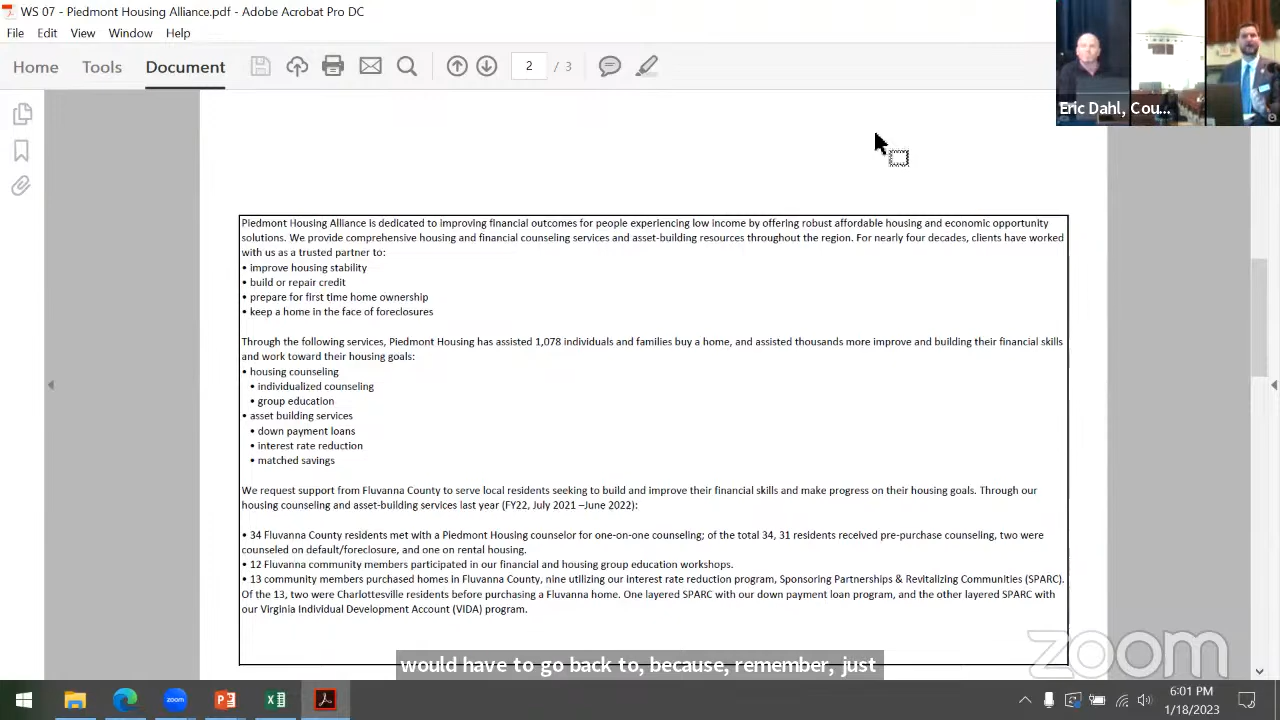 WS 07 - Piedmont Housing Alliance.pdf - Adobe Acrobat Pro DC
File Edit View Window Help
Home Tools Document 2 / 3
Eric Dahl, Cou...
Piedmont Housing Alliance is dedicated to improving financial outcomes for people experiencing low income by offering robust affordable housing and economic opportunity
solutions. We provide comprehensive housing and financial counseling services and asset-building resources throughout the region. For nearly four decades, clients have worked
with us as a trusted partner to:
• improve housing stability
• build or repair credit
• prepare for first time home ownership
• keep a home in the face of foreclosures
Through the following services, Piedmont Housing has assisted 1,078 individuals and families buy a home, and assisted thousands more improve and building their financial skills
and work toward their housing goals:
• housing counseling
• individualized counseling
• group education
• asset building services
• down payment loans
• interest rate reduction
• matched savings
We request support from Fluvanna County to serve local residents seeking to build and improve their financial skills and make progress on their housing goals. Through our
housing counseling and asset-building services last year (FY22, July 2021 –June 2022):
• 34 Fluvanna County residents met with a Piedmont Housing counselor for one-on-one counseling; of the total 34, 31 residents received pre-purchase counseling, two were
counseled on default/foreclosure, and one on rental housing.
• 12 Fluvanna community members participated in our financial and housing group education workshops.
• 13 community members purchased homes in Fluvanna County, nine utilizing our interest rate reduction program, Sponsoring Partnerships & Revitalizing Communities (SPARC).
Of the 13, two were Charlottesville residents before purchasing a Fluvanna home. One layered SPARC with our down payment loan program, and the other layered SPARC with
our Virginia Individual Development Account (VIDA) program.
zoom
would have to go back to, because, remember, just
zoom
6:01 PM
1/18/2023